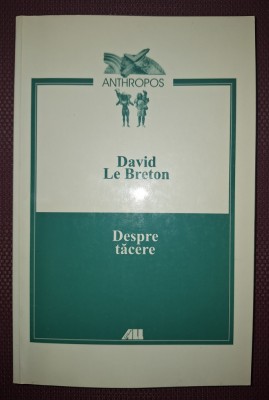 ANTHROPOS
David
Le Breton
Despre
tăcere
ALL